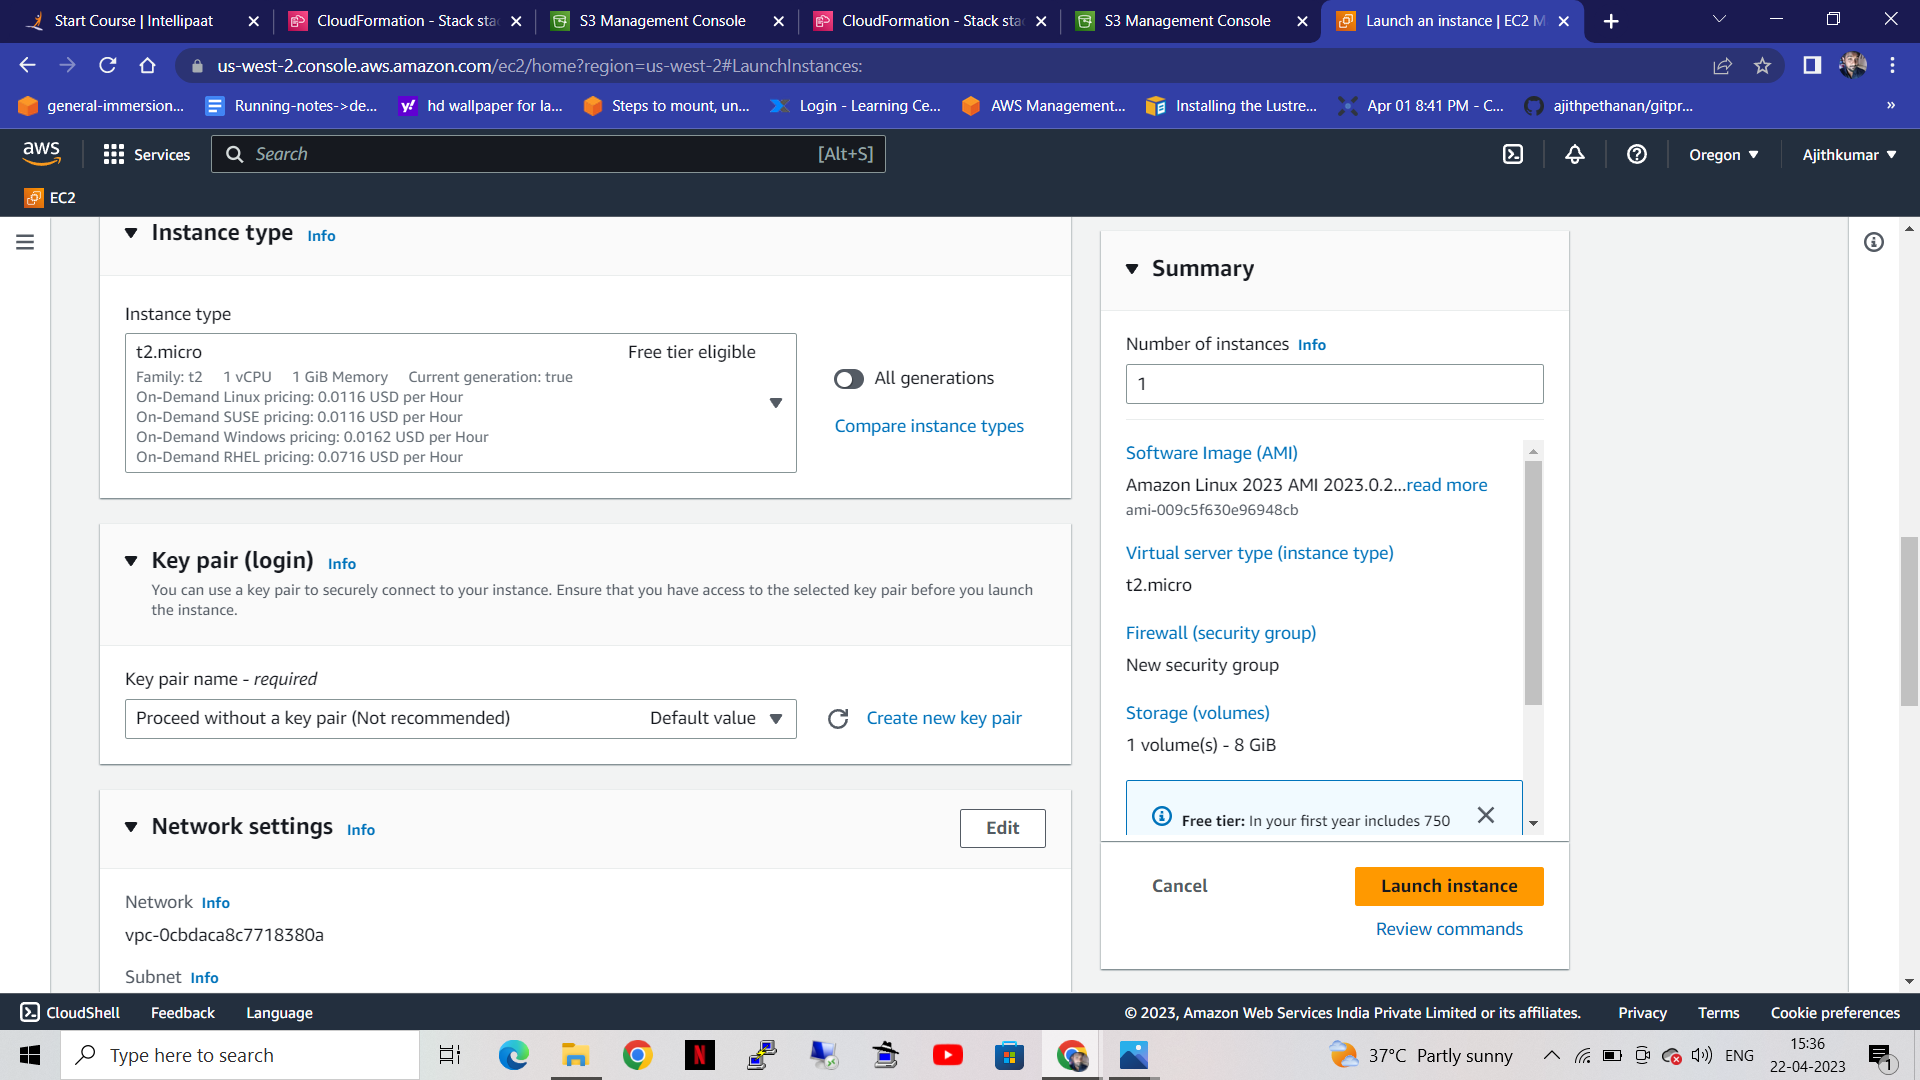 Start Course | Intellipaat
CloudFormation - Stack sta
S3 Management Console
CloudFormation - Stack sta
S3 Management Console
Launch an instance | EC2 M
us-west-2.console.aws.amazon.com/ec2/home?region=us-west-2#LaunchInstances:
general-immersion...
Running-notes->de...
hd wallpaper for la...
Steps to mount, un...
Login - Learning Ce...
AWS Management...
Installing the Lustre...
Apr 01 8:41 PM - C...
ajithpethanan/gitpr...
»
aws
Services
Search
[Alt+S]
Oregon
Ajithkumar
EC2
Instance type Info
Instance type
t2.micro Free tier eligible
Family: t2 1 vCPU 1 GiB Memory Current generation: true
On-Demand Linux pricing: 0.0116 USD per Hour
On-Demand SUSE pricing: 0.0116 USD per Hour
On-Demand Windows pricing: 0.0162 USD per Hour
On-Demand RHEL pricing: 0.0716 USD per Hour
All generations
Compare instance types
Key pair (login) Info
You can use a key pair to securely connect to your instance. Ensure that you have access to the selected key pair before you launch
the instance.
Key pair name - required
Proceed without a key pair (Not recommended) Default value
Create new key pair
Network settings Info
Edit
Network Info
vpc-0cbdaca8c7718380a
Subnet Info
Summary
Number of instances Info
1
Software Image (AMI)
Amazon Linux 2023 AMI 2023.0.2...read more
ami-009c5f630e96948cb
Virtual server type (instance type)
t2.micro
Firewall (security group)
New security group
Storage (volumes)
1 volume(s) - 8 GiB
Free tier: In your first year includes 750
Cancel
Launch instance
Review commands
CloudShell
Feedback
Language
© 2023, Amazon Web Services India Private Limited or its affiliates.
Privacy
Terms
Cookie preferences
Type here to search
37°C Partly sunny
ENG
15:36
22-04-2023
1